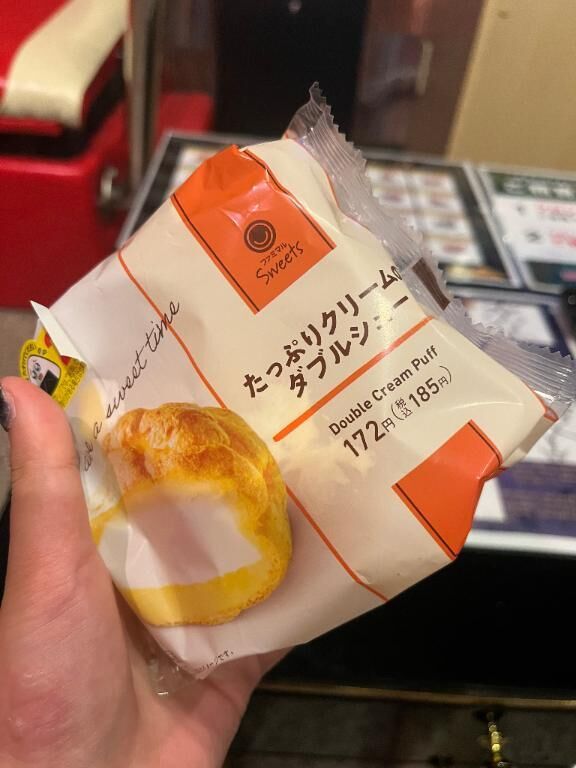 ファミマル
Sweets
a sweet time
たっぷりクリームの
ダブルシュー
Double Cream Puff
172円(税込185円)